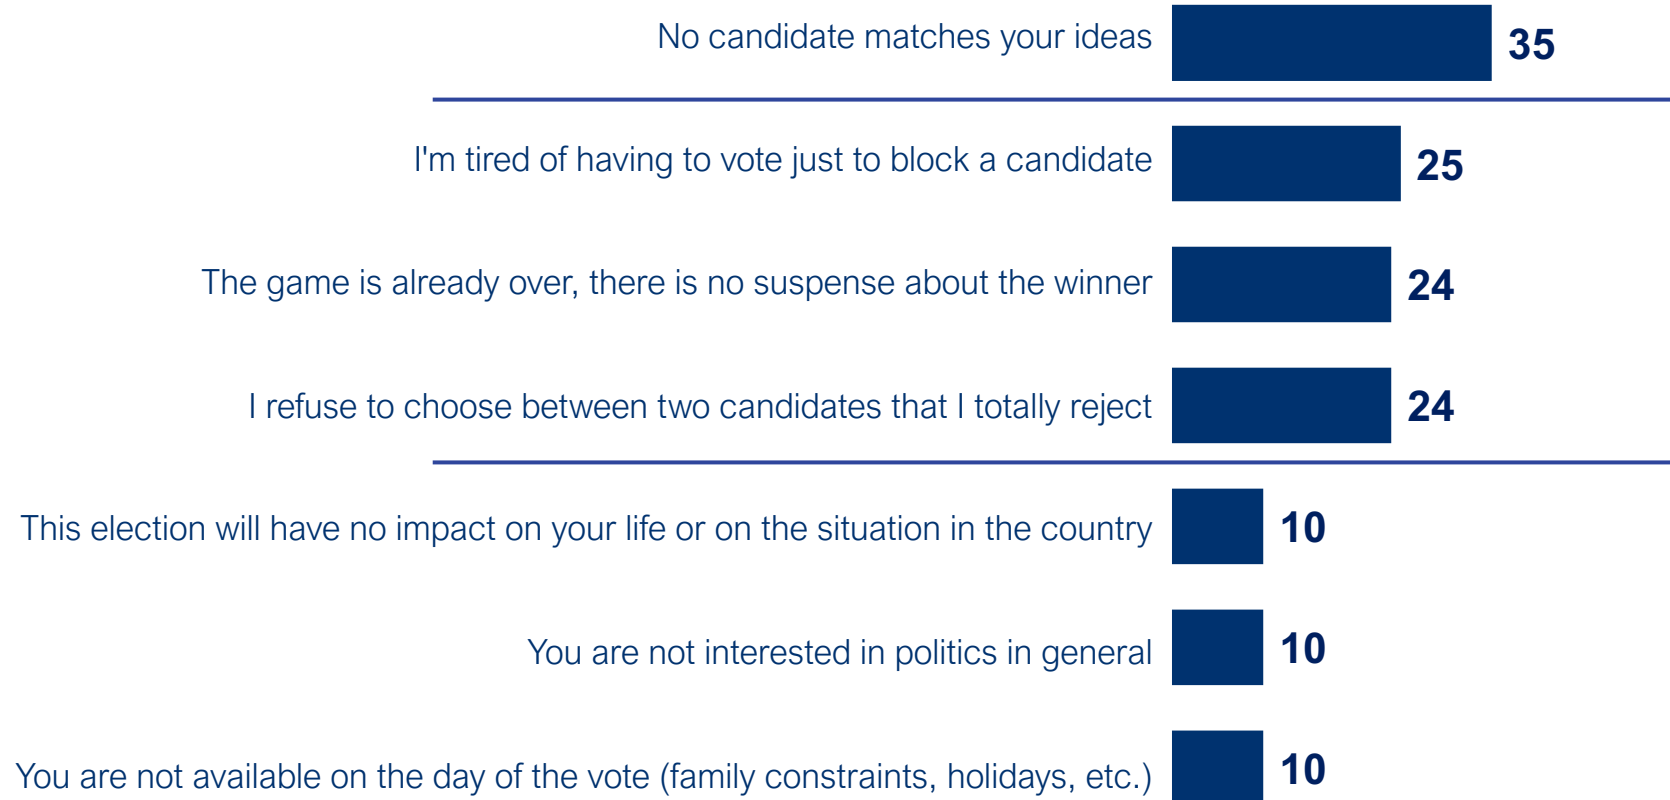 No candidate matches your ideas 35
I'm tired of having to vote just to block a candidate 25
The game is already over, there is no suspense about the winner 24
I refuse to choose between two candidates that I totally reject 24
This election will have no impact on your life or on the situation in the country 10
You are not interested in politics in general 10
You are not available on the day of the vote (family constraints, holidays, etc.) 10